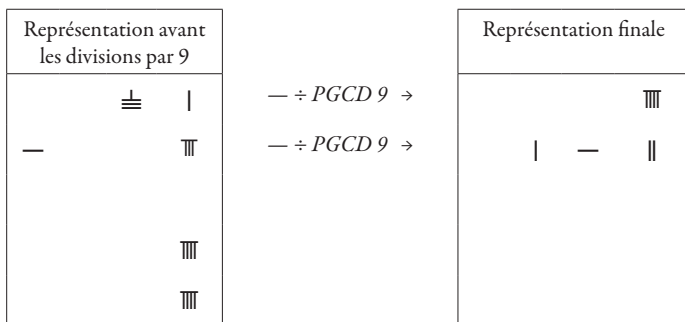 Représentation avant
les divisions par 9
Représentation finale
𝍰 𝍠 — ÷ PGCD 9 → 𝍨
𝍩 𝍧 — ÷ PGCD 9 → 𝍠 𝍩 𝍡
𝍨
𝍨